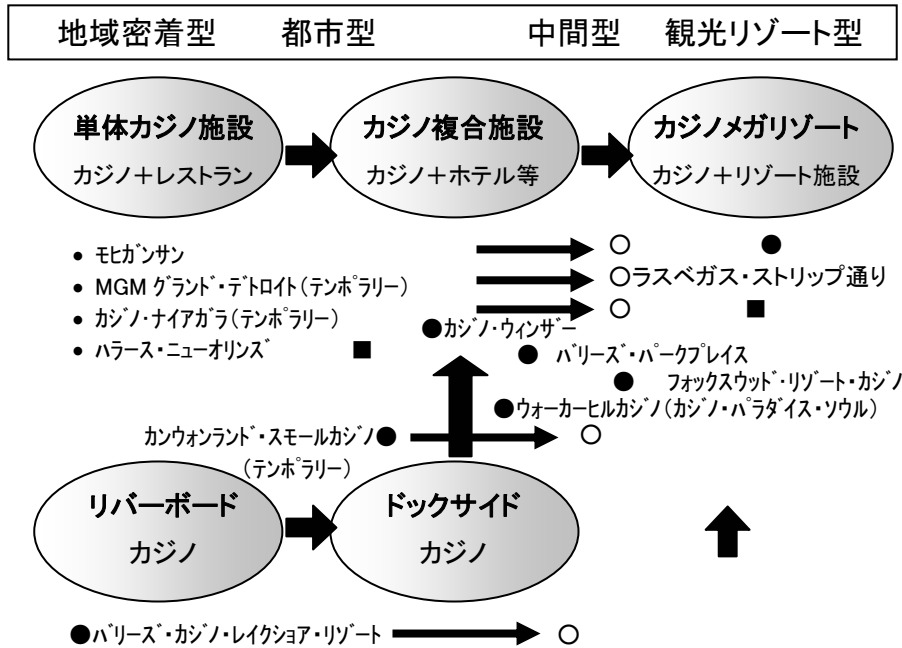 地域密着型 都市型 中間型 観光リゾート型
単体カジノ施設
カジノ+レストラン
カジノ複合施設
カジノ+ホテル等
カジノメガリゾート
カジノ+リゾート施設
• モヒガンサン
• MGM グランド・デトロイト(テンポラリー)
• カジノ・ナイアガラ(テンポラリー)
• ハラース・ニューオリンズ ■
○ ●
○ラスベガス・ストリップ通り
○ ■
●カジノ・ウィンザー
● バリーズ・パークプレイス
● フォックスウッド・リゾート・カジノ
●ウォーカーヒルカジノ(カジノ・パラダイス・ソウル)
カンウォンランド・スモールカジノ● ○
(テンポラリー)
リバーボード
カジノ
ドックサイド
カジノ
●バリーズ・カジノ・レイクショア・リゾート ○